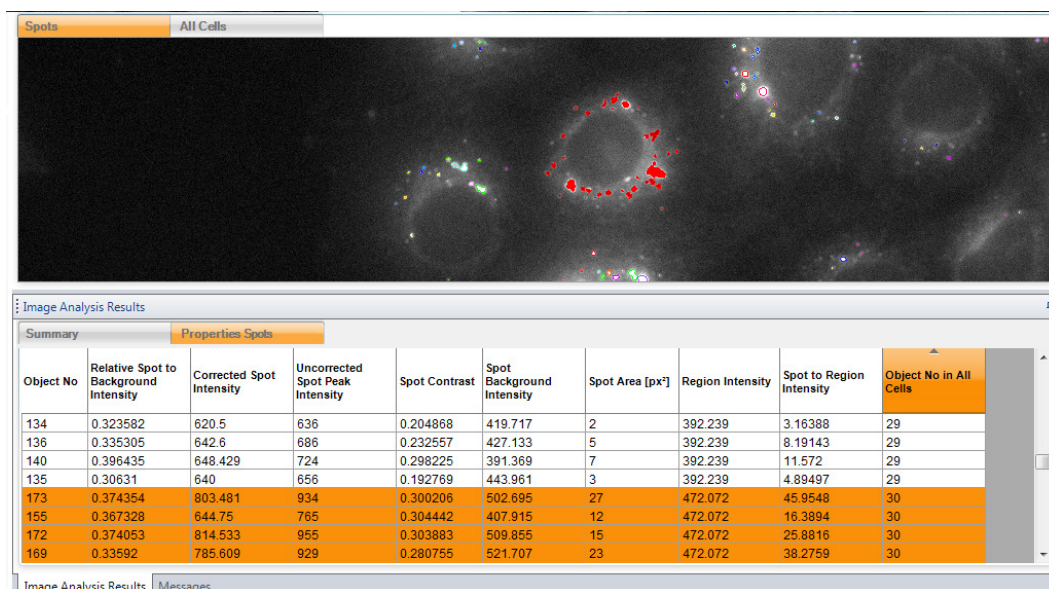 Spots All Cells
Image Analysis Results
Summary Properties Spots
Object No Relative Spot to Background Intensity Corrected Spot Intensity Uncorrected Spot Peak Intensity Spot Contrast Spot Background Intensity Spot Area [px²] Region Intensity Spot to Region Intensity Object No in All Cells
134 0.323582 620.5 636 0.204868 419.717 2 392.239 3.16388 29
136 0.335305 642.6 686 0.232557 427.133 5 392.239 8.19143 29
140 0.396435 648.429 724 0.298225 391.369 7 392.239 11.572 29
135 0.30631 640 656 0.192769 443.961 3 392.239 4.89497 29
173 0.374354 803.481 934 0.300206 502.695 27 472.072 45.9548 30
155 0.367328 644.75 765 0.304442 407.915 12 472.072 16.3894 30
172 0.374053 814.533 955 0.303883 509.855 15 472.072 25.8816 30
169 0.33592 785.609 929 0.280755 521.707 23 472.072 38.2759 30
Image Analysis Results Messages